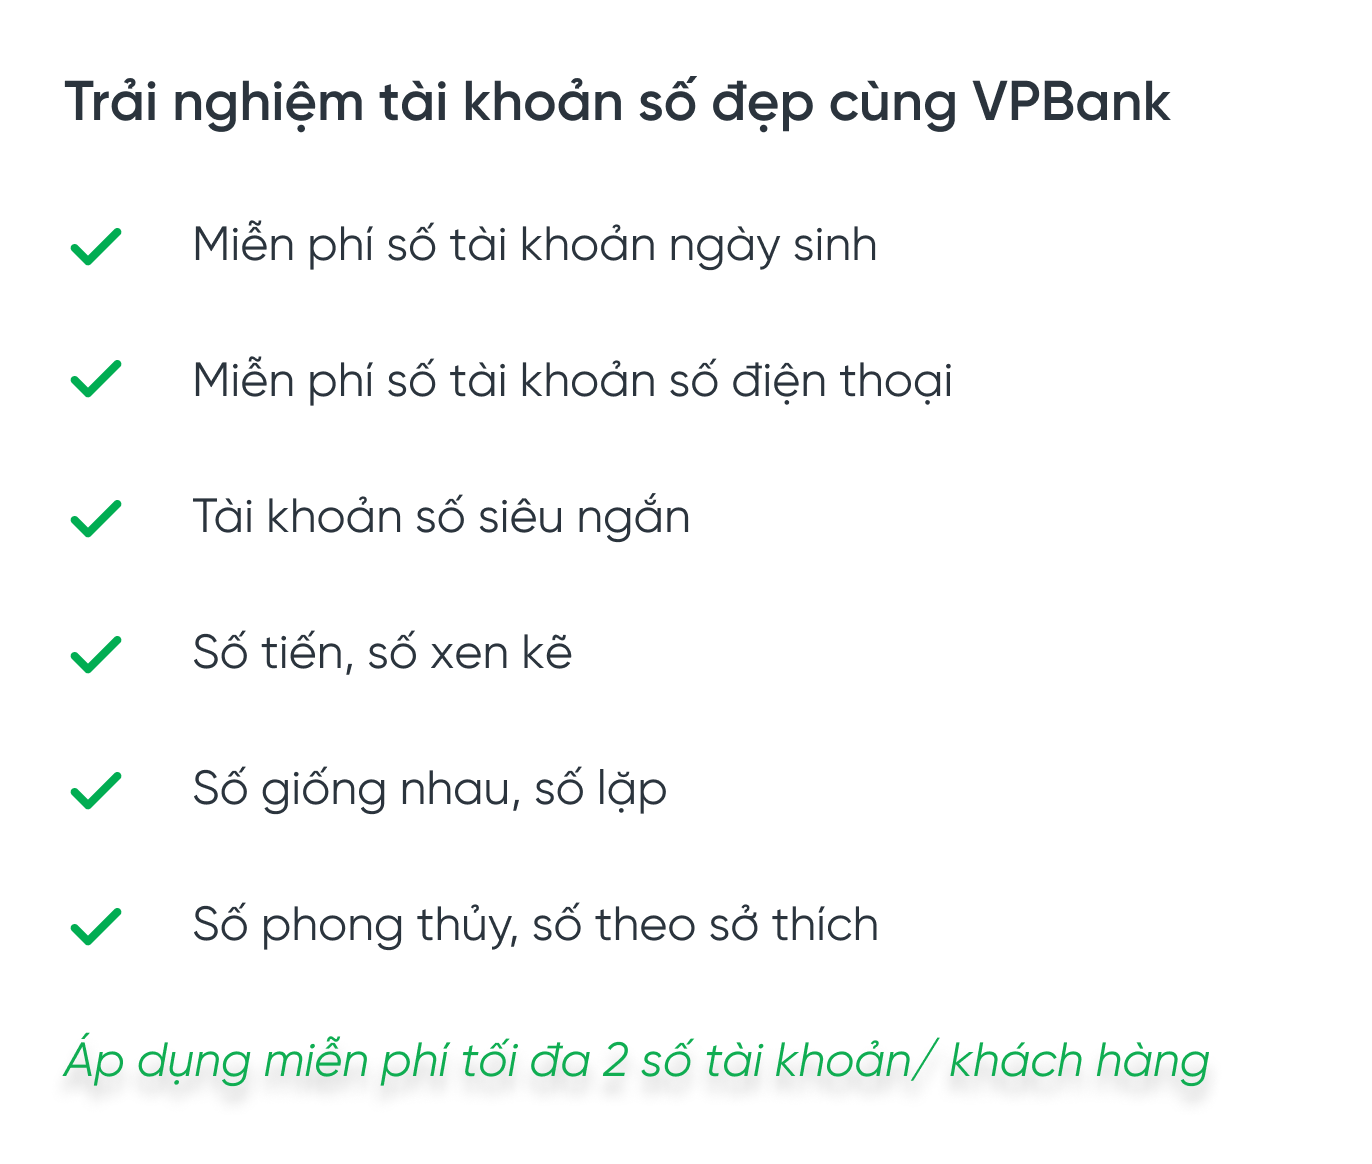 Trải nghiệm tài khoản số đẹp cùng VPBank
Miễn phí số tài khoản ngày sinh
Miễn phí số tài khoản số điện thoại
Tài khoản số siêu ngắn
Số tiến, số xen kẽ
Số giống nhau, số lặp
Số phong thủy, số theo sở thích
Áp dụng miễn phí tối đa 2 số tài khoản/ khách hàng